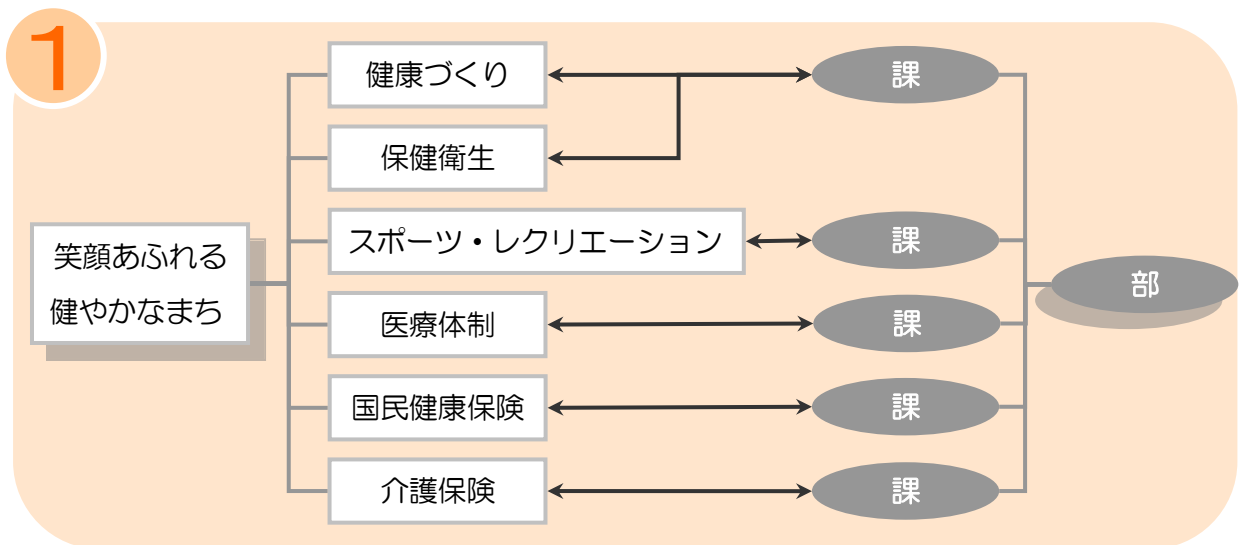 1
健康づくり
課
保健衛生
スポーツ・レクリエーション
課
笑顔あふれる
健やかなまち
部
医療体制
課
国民健康保険
課
介護保険
課